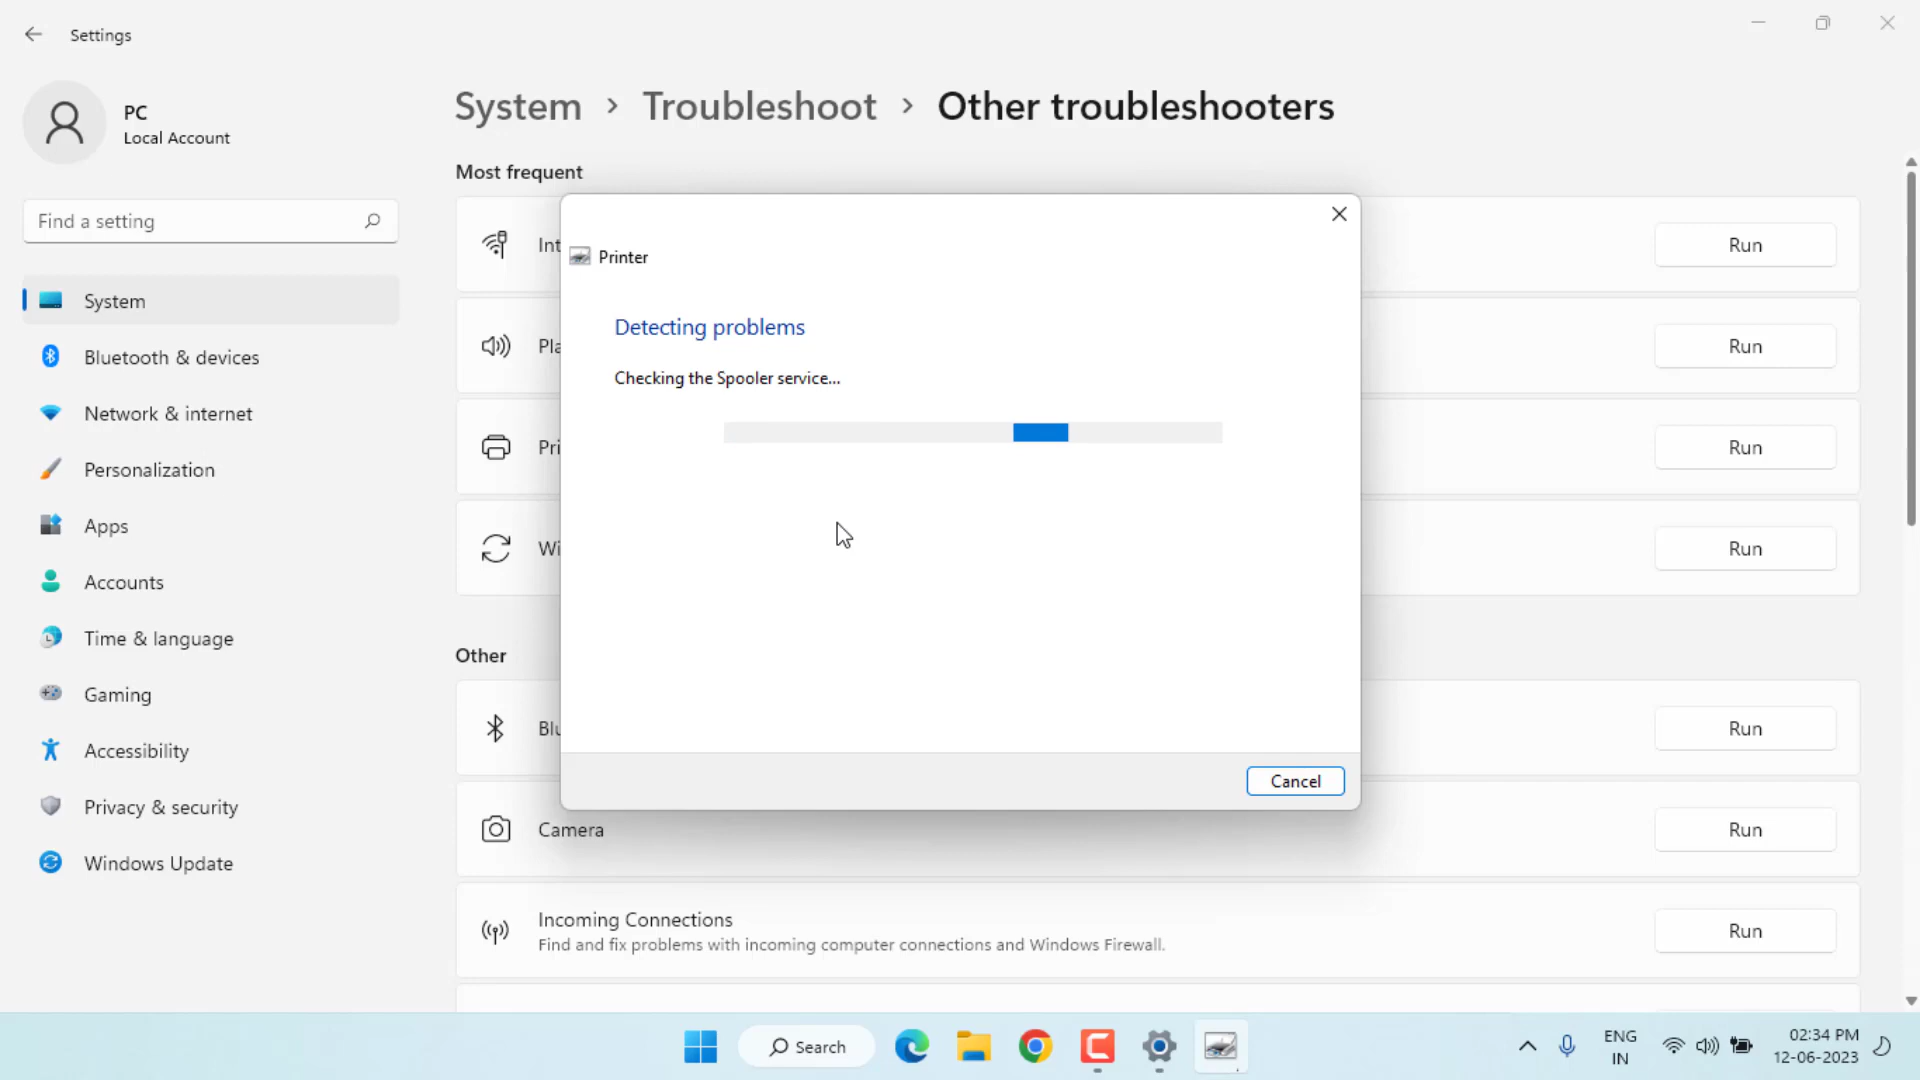 Settings
PC
Local Account
Find a setting
System
Bluetooth & devices
Network & internet
Personalization
Apps
Accounts
Time & language
Gaming
Accessibility
Privacy & security
Windows Update
System > Troubleshoot > Other troubleshooters
Most frequent
Int
Run
Pla
Run
Pri
Run
Wi
Run
Printer
Detecting problems
Checking the Spooler service...
Cancel
Other
Blu
Run
Camera
Run
Incoming Connections
Find and fix problems with incoming computer connections and Windows Firewall.
Run
Search
ENG
IN
02:34 PM
12-06-2023